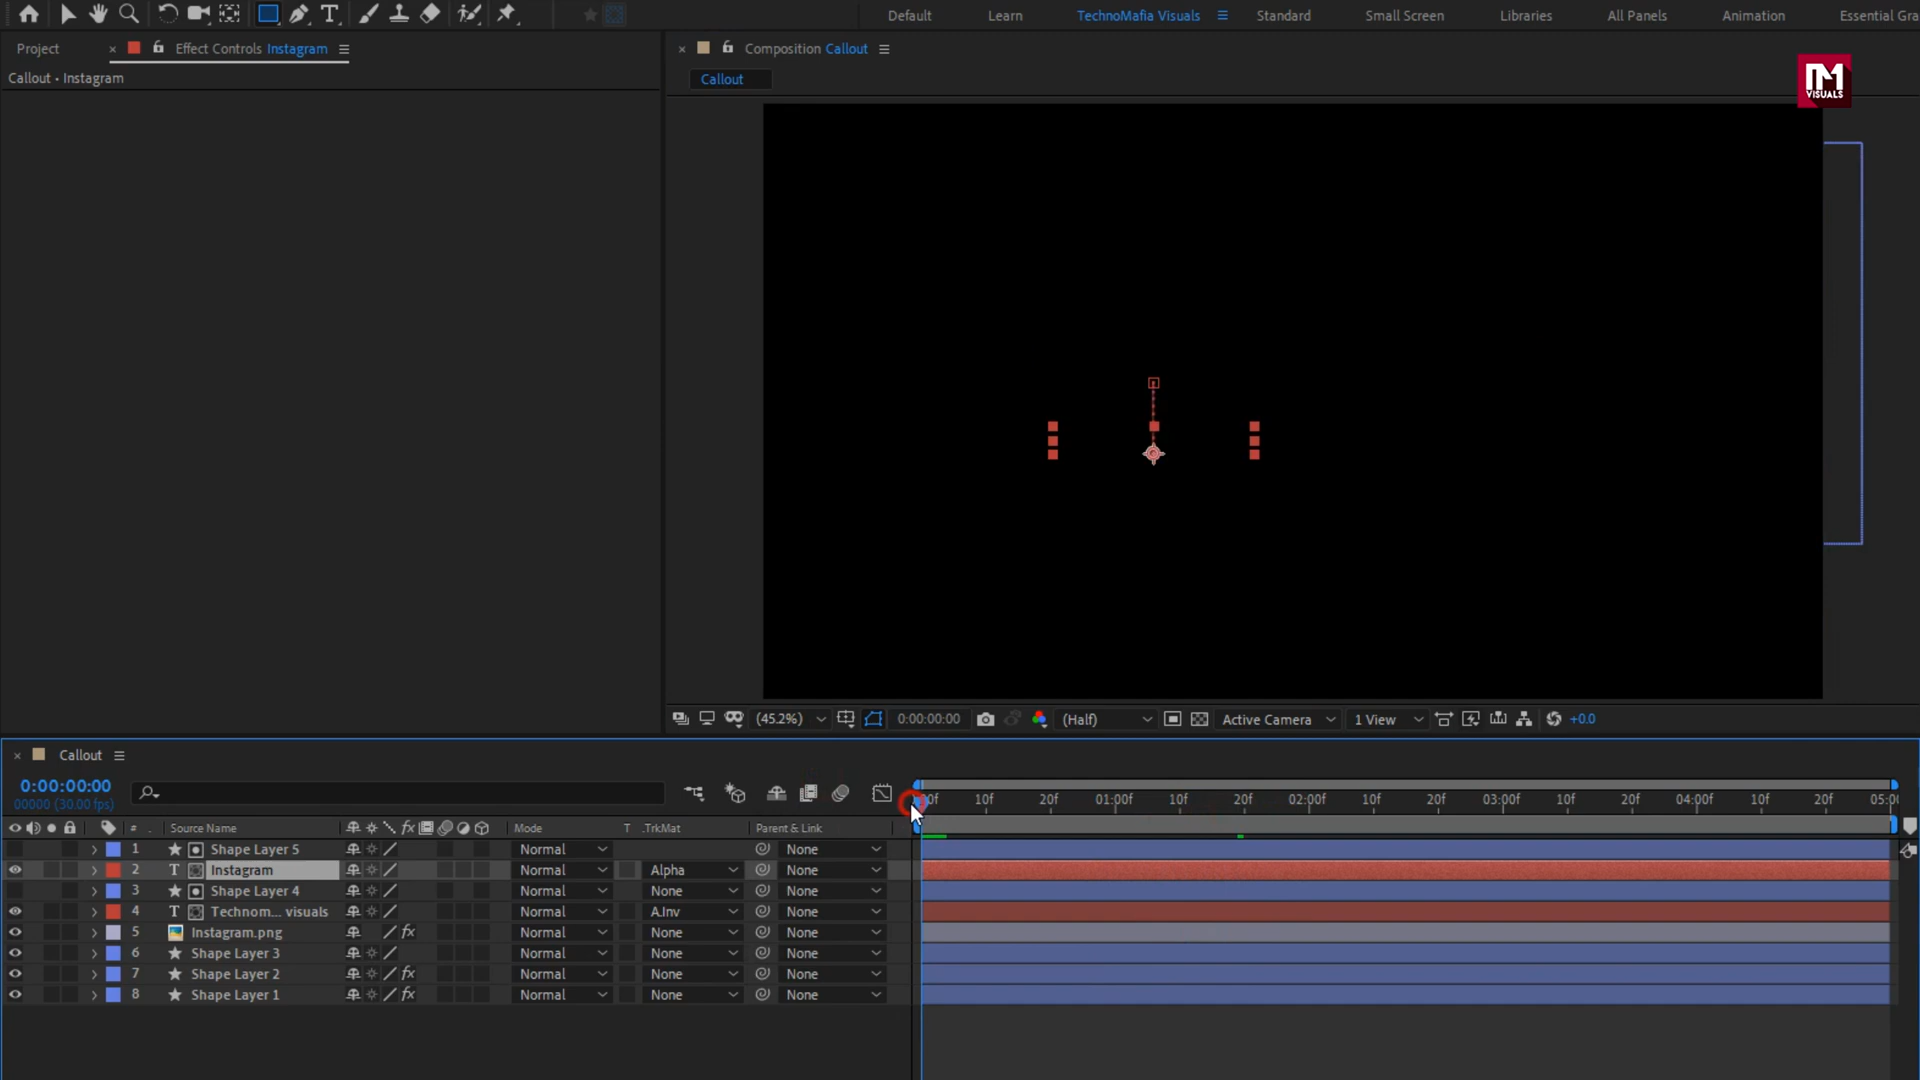 Default Learn TechnoMafia Visuals Standard Small Screen Libraries All Panels Animation Essential Gra
Project Effect Controls Instagram
Composition Callout
Callout • Instagram
Callout
VISUALS
(45.2%) 0:00:00:00 (Half) Active Camera 1 View +0.0
Callout
0:00:00:00
00000 (30.00 fps)
00f 10f 20f 01:00f 10f 20f 02:00f 10f 20f 03:00f 10f 20f 04:00f 10f 20f 05:00
# Source Name fx Mode T .TrkMat Parent & Link
1 Shape Layer 5 Normal None
2 T Instagram Normal Alpha None
3 Shape Layer 4 Normal None None
4 T Technom... visuals Normal A.Inv None
5 Instagram.png fx Normal None None
6 Shape Layer 3 Normal None None
7 Shape Layer 2 fx Normal None None
8 Shape Layer 1 fx Normal None None